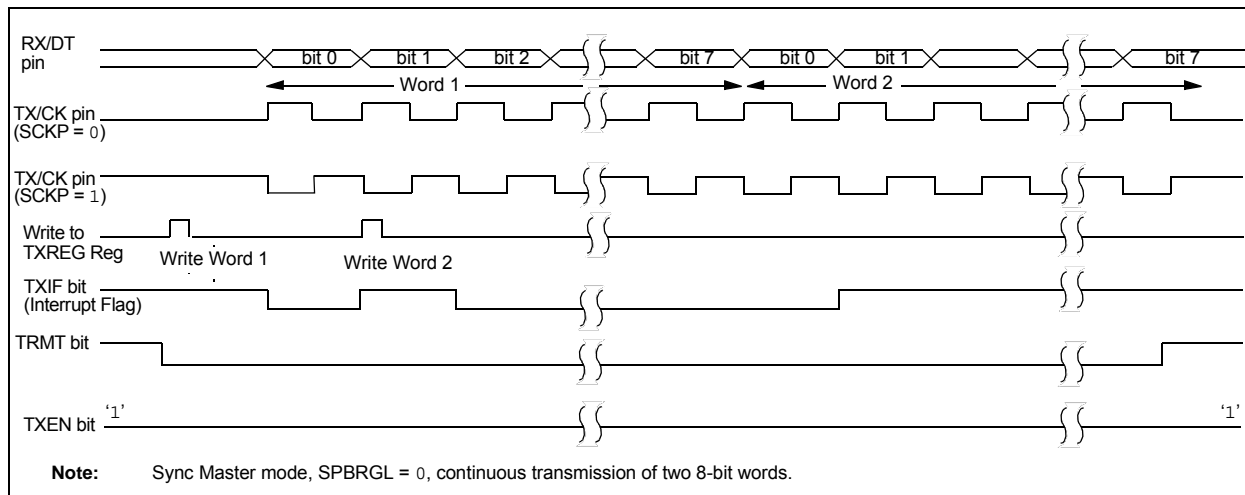 RX/DT
pin
bit 0 bit 1 bit 2 bit 7 bit 0 bit 1 bit 7
Word 1 Word 2
TX/CK pin
(SCKP = 0)
TX/CK pin
(SCKP = 1)
Write to
TXREG Reg
Write Word 1 Write Word 2
TXIF bit
(Interrupt Flag)
TRMT bit
TXEN bit ‘1’ ‘1’
Note: Sync Master mode, SPBRGL = 0, continuous transmission of two 8-bit words.